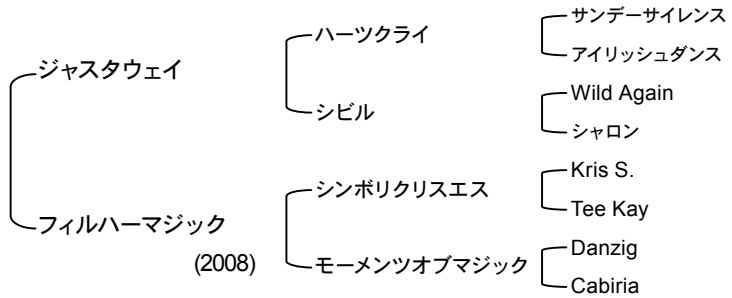 サンデーサイレンス
ハーツクライ
アイリッシュダンス
ジャスタウェイ
Wild Again
シビル
シャロン
Kris S.
シンボリクリスエス
Tee Kay
フィルハーマジック
Danzig
(2008)
モーメンツオブマジック
Cabiria